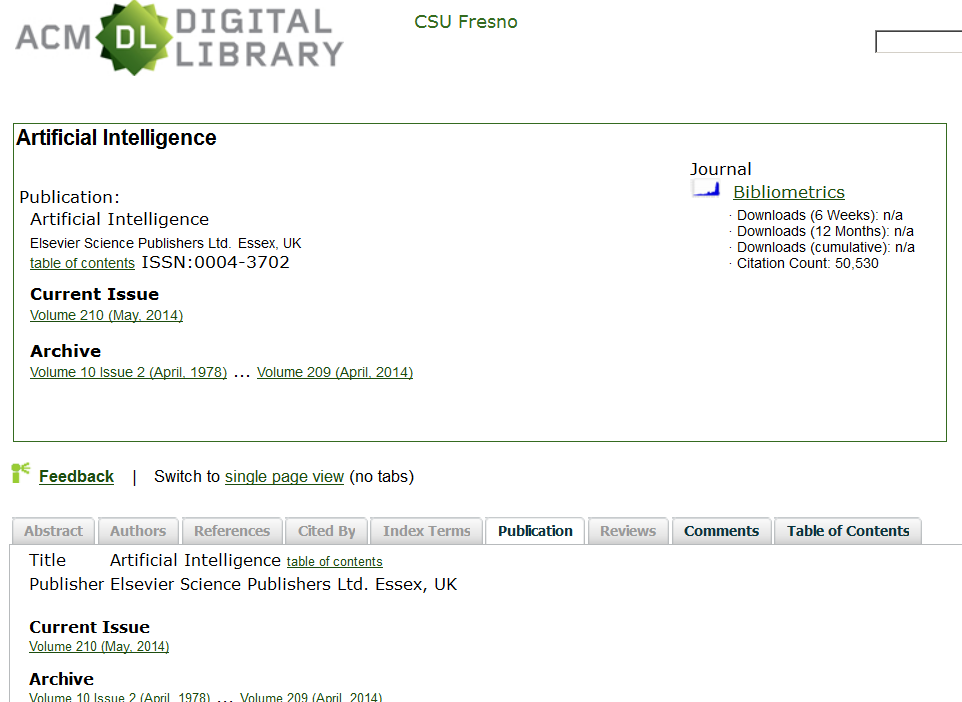 ACM DL DIGITAL LIBRARY
CSU Fresno
Artificial Intelligence
Journal
Bibliometrics
· Downloads (6 Weeks): n/a
· Downloads (12 Months): n/a
· Downloads (cumulative): n/a
· Citation Count: 50,530
Publication:
Artificial Intelligence
Elsevier Science Publishers Ltd. Essex, UK
table of contents ISSN:0004-3702
Current Issue
Volume 210 (May, 2014)
Archive
Volume 10 Issue 2 (April, 1978) ... Volume 209 (April, 2014)
Feedback | Switch to single page view (no tabs)
Abstract Authors References Cited By Index Terms Publication Reviews Comments Table of Contents
Title Artificial Intelligence table of contents
Publisher Elsevier Science Publishers Ltd. Essex, UK
Current Issue
Volume 210 (May, 2014)
Archive
Volume 10 Issue 2 (April, 1978) ... Volume 209 (April, 2014)